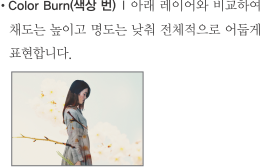 • Color Burn(색상 번) | 아래 레이어와 비교하여
채도는 높이고 명도는 낮춰 전체적으로 어둡게
표현합니다.